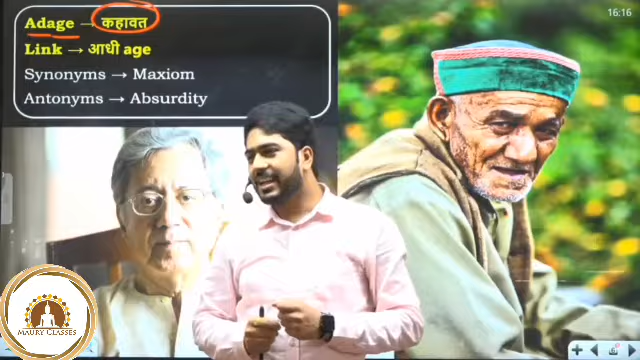 16:16
Adage → कहावत
Link → आधी age
Synonyms → Maxiom
Antonyms → Absurdity
MAURY CLASSES